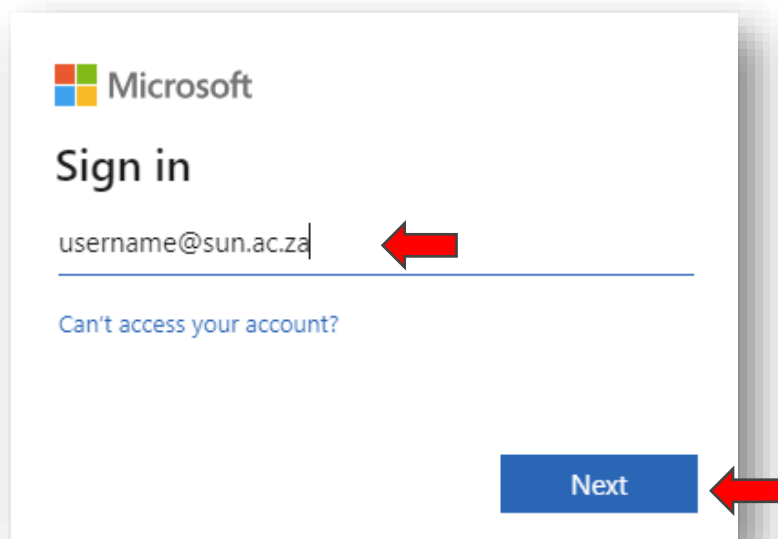 Microsoft
Sign in
username@sun.ac.za
Can't access your account?
Next